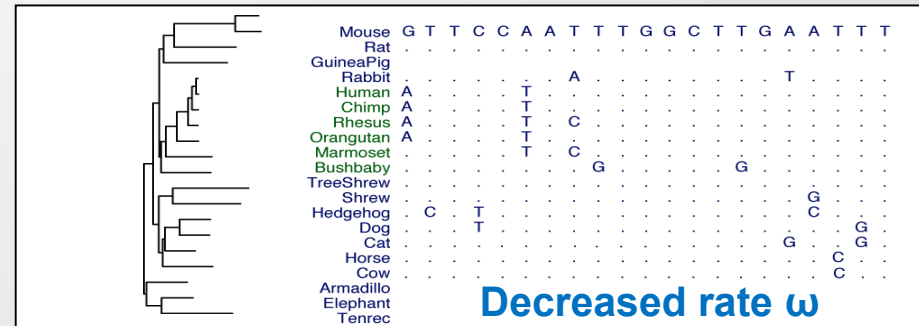 Mouse G T T C C A A T T T G G C T T G A A T T T
Rat . . . . . . . . . . . . . . . . . . . . .
GuineaPig . . . . . . . . . . . . . . . . . . . . .
Rabbit . . . . . . . A . . . . . . . . T . . . .
Human A . . . . T . . . . . . . . . . . . . . .
Chimp A . . . . T . . . . . . . . . . . . . . .
Rhesus A . . . . T . C . . . . . . . . . . . . .
Orangutan A . . . . T . . . . . . . . . . . . . . .
Marmoset . . . . . T . C . . . . . . . . . . . . .
Bushbaby . . . . . . . . G . . . . . G . . . . . .
TreeShrew . . . . . . . . . . . . . . . . . . . . .
Shrew . . . . . . . . . . . . . . . . . G . . .
Hedgehog . C . T . . . . . . . . . . . . . C . . .
Dog . . . T . . . . . . . . . . . . . . . G .
Cat . . . . . . . . . . . . . . . . G . . G .
Horse . . . . . . . . . . . . . . . . . . C . .
Cow . . . . . . . . . . . . . . . . . . C . .
Armadillo
Elephant
Tenrec
Decreased rate ω